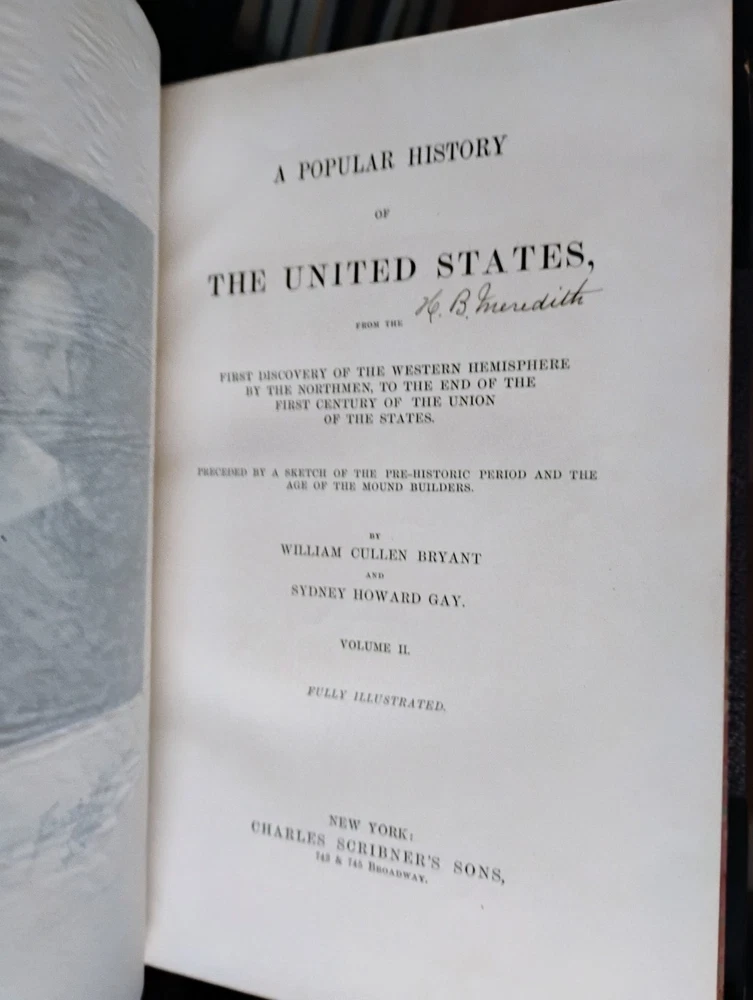 A POPULAR HISTORY
OF
THE UNITED STATES,
H. B. Meredith
FROM THE
FIRST DISCOVERY OF THE WESTERN HEMISPHERE
BY THE NORTHMEN, TO THE END OF THE
FIRST CENTURY OF THE UNION
OF THE STATES.
PRECEDED BY A SKETCH OF THE PRE-HISTORIC PERIOD AND THE
AGE OF THE MOUND BUILDERS.
BY
WILLIAM CULLEN BRYANT
AND
SYDNEY HOWARD GAY.
VOLUME II.
FULLY ILLUSTRATED.
NEW YORK:
CHARLES SCRIBNER'S SONS,
743 & 745 BROADWAY.